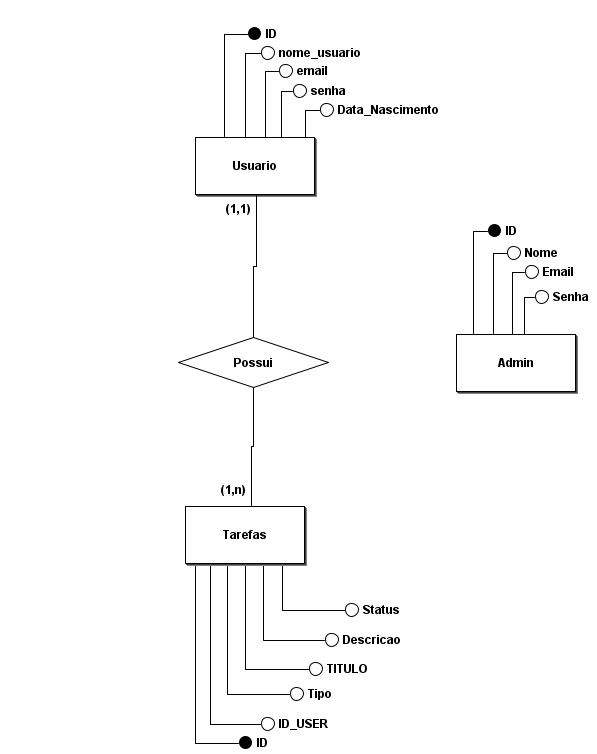 ID
nome_usuario
email
senha
Data_Nascimento
Usuario
(1,1)
ID
Nome
Email
Senha
Admin
Possui
(1,n)
Tarefas
Status
Descricao
TITULO
Tipo
ID_USER
ID